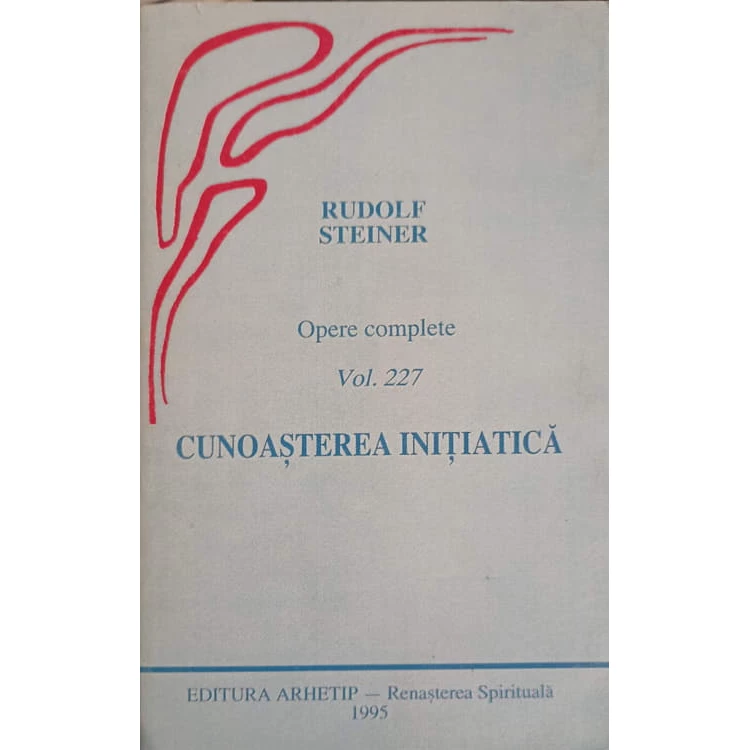 RUDOLF
STEINER
Opere complete
Vol. 227
CUNOAȘTEREA INIȚIATICĂ
EDITURA ARHETIP — Renașterea Spirituală
1995